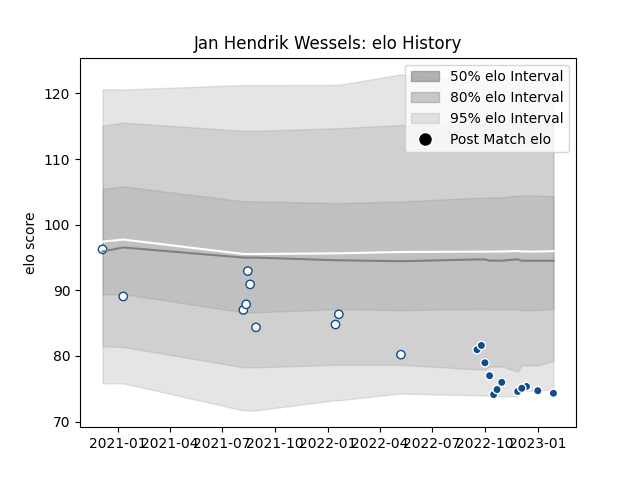 Jan Hendrik Wessels: elo History
50% elo Interval
80% elo Interval
95% elo Interval
Post Match elo
elo score
120
110
100
90
80
70
2021-01 2021-04 2021-07 2021-10 2022-01 2022-04 2022-07 2022-10 2023-01